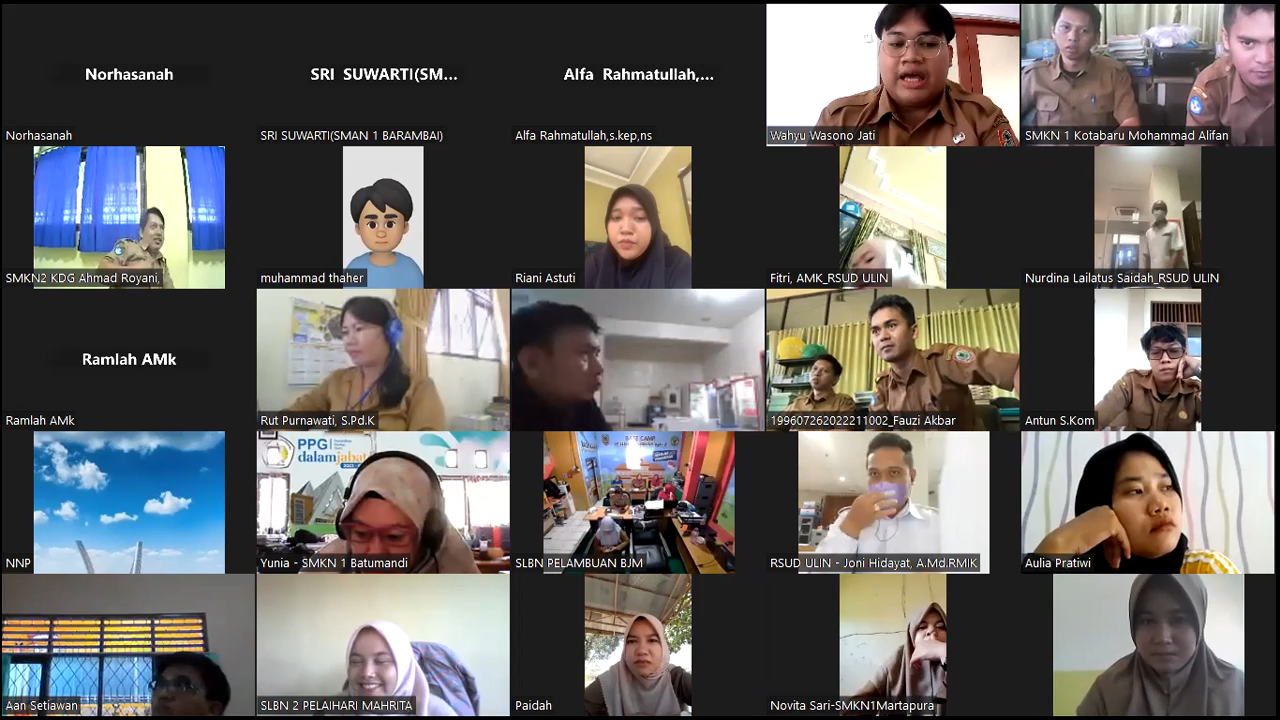 Norhasanah
SRI SUWARTI(SM...
Alfa Rahmatullah,...
Norhasanah
SRI SUWARTI(SMAN 1 BARAMBAI)
Alfa Rahmatullah,s.kep,ns
Wahyu Wasono Jati
SMKN 1 Kotabaru Mohammad Alifan
SMKN2 KDG Ahmad Royani,
muhammad thaher
Riani Astuti
Fitri, AMK_RSUD ULIN
Nurdina Lailatus Saidah_RSUD ULIN
Ramlah AMk
Ramlah AMk
Rut Purnawati, S.Pd.K
199607262022211002_Fauzi Akbar
Antun S.Kom
PPG
dalamjabat
BASE CAMP
NNP
Yunia - SMKN 1 Batumandi
SLBN PELAMBUAN BJM
RSUD ULIN - Joni Hidayat, A.Md.RMIK
Aulia Pratiwi
Aan Setiawan
SLBN 2 PELAIHARI MAHRITA
Paidah
Novita Sari-SMKN1Martapura